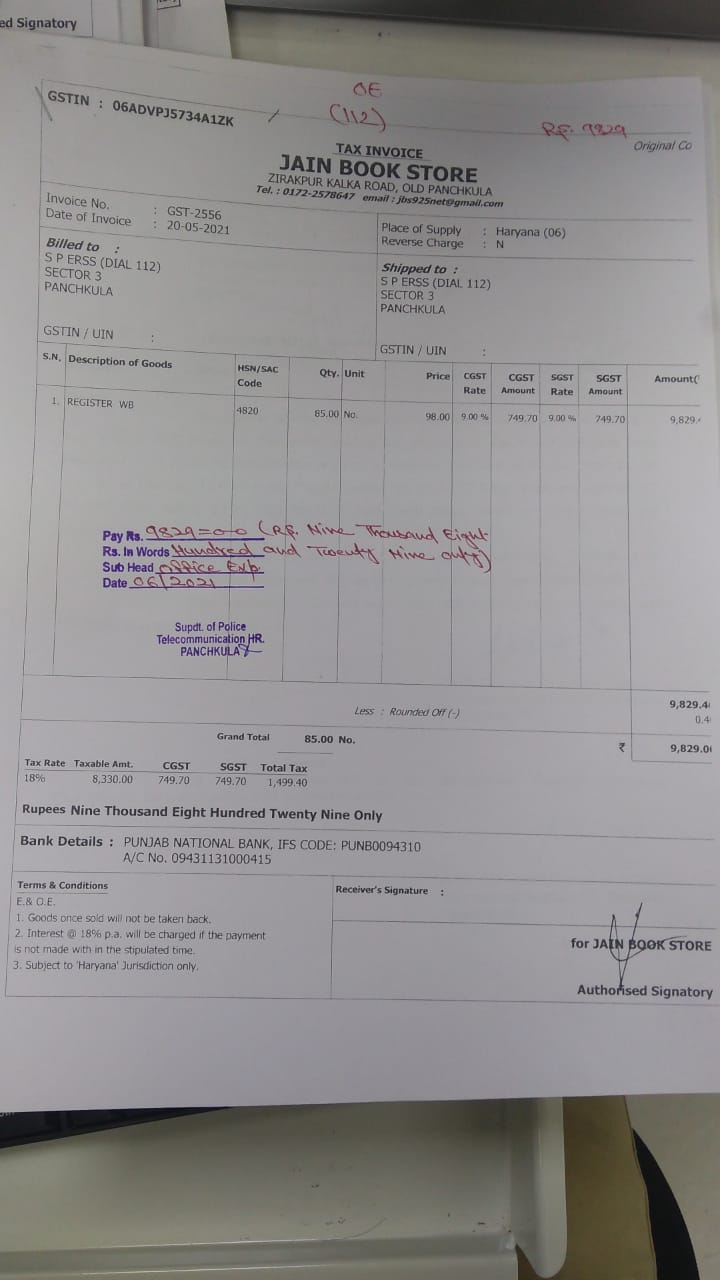 ed Signatory
OE
(112)
GSTIN : 06ADVPJ5734A1ZK
Rs. 9829
Original Co
TAX INVOICE
JAIN BOOK STORE
ZIRAKPUR KALKA ROAD, OLD PANCHKULA
Tel. : 0172-2578647 email : jbs925net@gmail.com
Invoice No. : GST-2556
Date of Invoice : 20-05-2021
Place of Supply : Haryana (06)
Reverse Charge : N
Billed to :
S P ERSS (DIAL 112)
SECTOR 3
PANCHKULA
GSTIN / UIN :
Shipped to :
S P ERSS (DIAL 112)
SECTOR 3
PANCHKULA
GSTIN / UIN :
S.N. Description of Goods HSN/SAC Code Qty. Unit Price CGST Rate CGST Amount SGST Rate SGST Amount Amount(
1. REGISTER WB 4820 85.00 No. 98.00 9.00 % 749.70 9.00 % 749.70 9,829.
Pay Rs. 9829=00 (Rs. Nine Thousand Eight
Rs. In Words Hundred and Twenty Nine only)
Sub Head office Exp.
Date 06/2021
Supdt. of Police
Telecommunication HR.
PANCHKULA
9,829.4
Less : Rounded Off (-) 0.4
Grand Total 85.00 No. ₹ 9,829.0
Tax Rate Taxable Amt. CGST SGST Total Tax
18% 8,330.00 749.70 749.70 1,499.40
Rupees Nine Thousand Eight Hundred Twenty Nine Only
Bank Details : PUNJAB NATIONAL BANK, IFS CODE: PUNB0094310
A/C No. 09431131000415
Terms & Conditions
E.& O.E.
1. Goods once sold will not be taken back.
2. Interest @ 18% p.a. will be charged if the payment
is not made with in the stipulated time.
3. Subject to 'Haryana' Jurisdiction only.
Receiver's Signature :
for JAIN BOOK STORE
Authorised Signatory